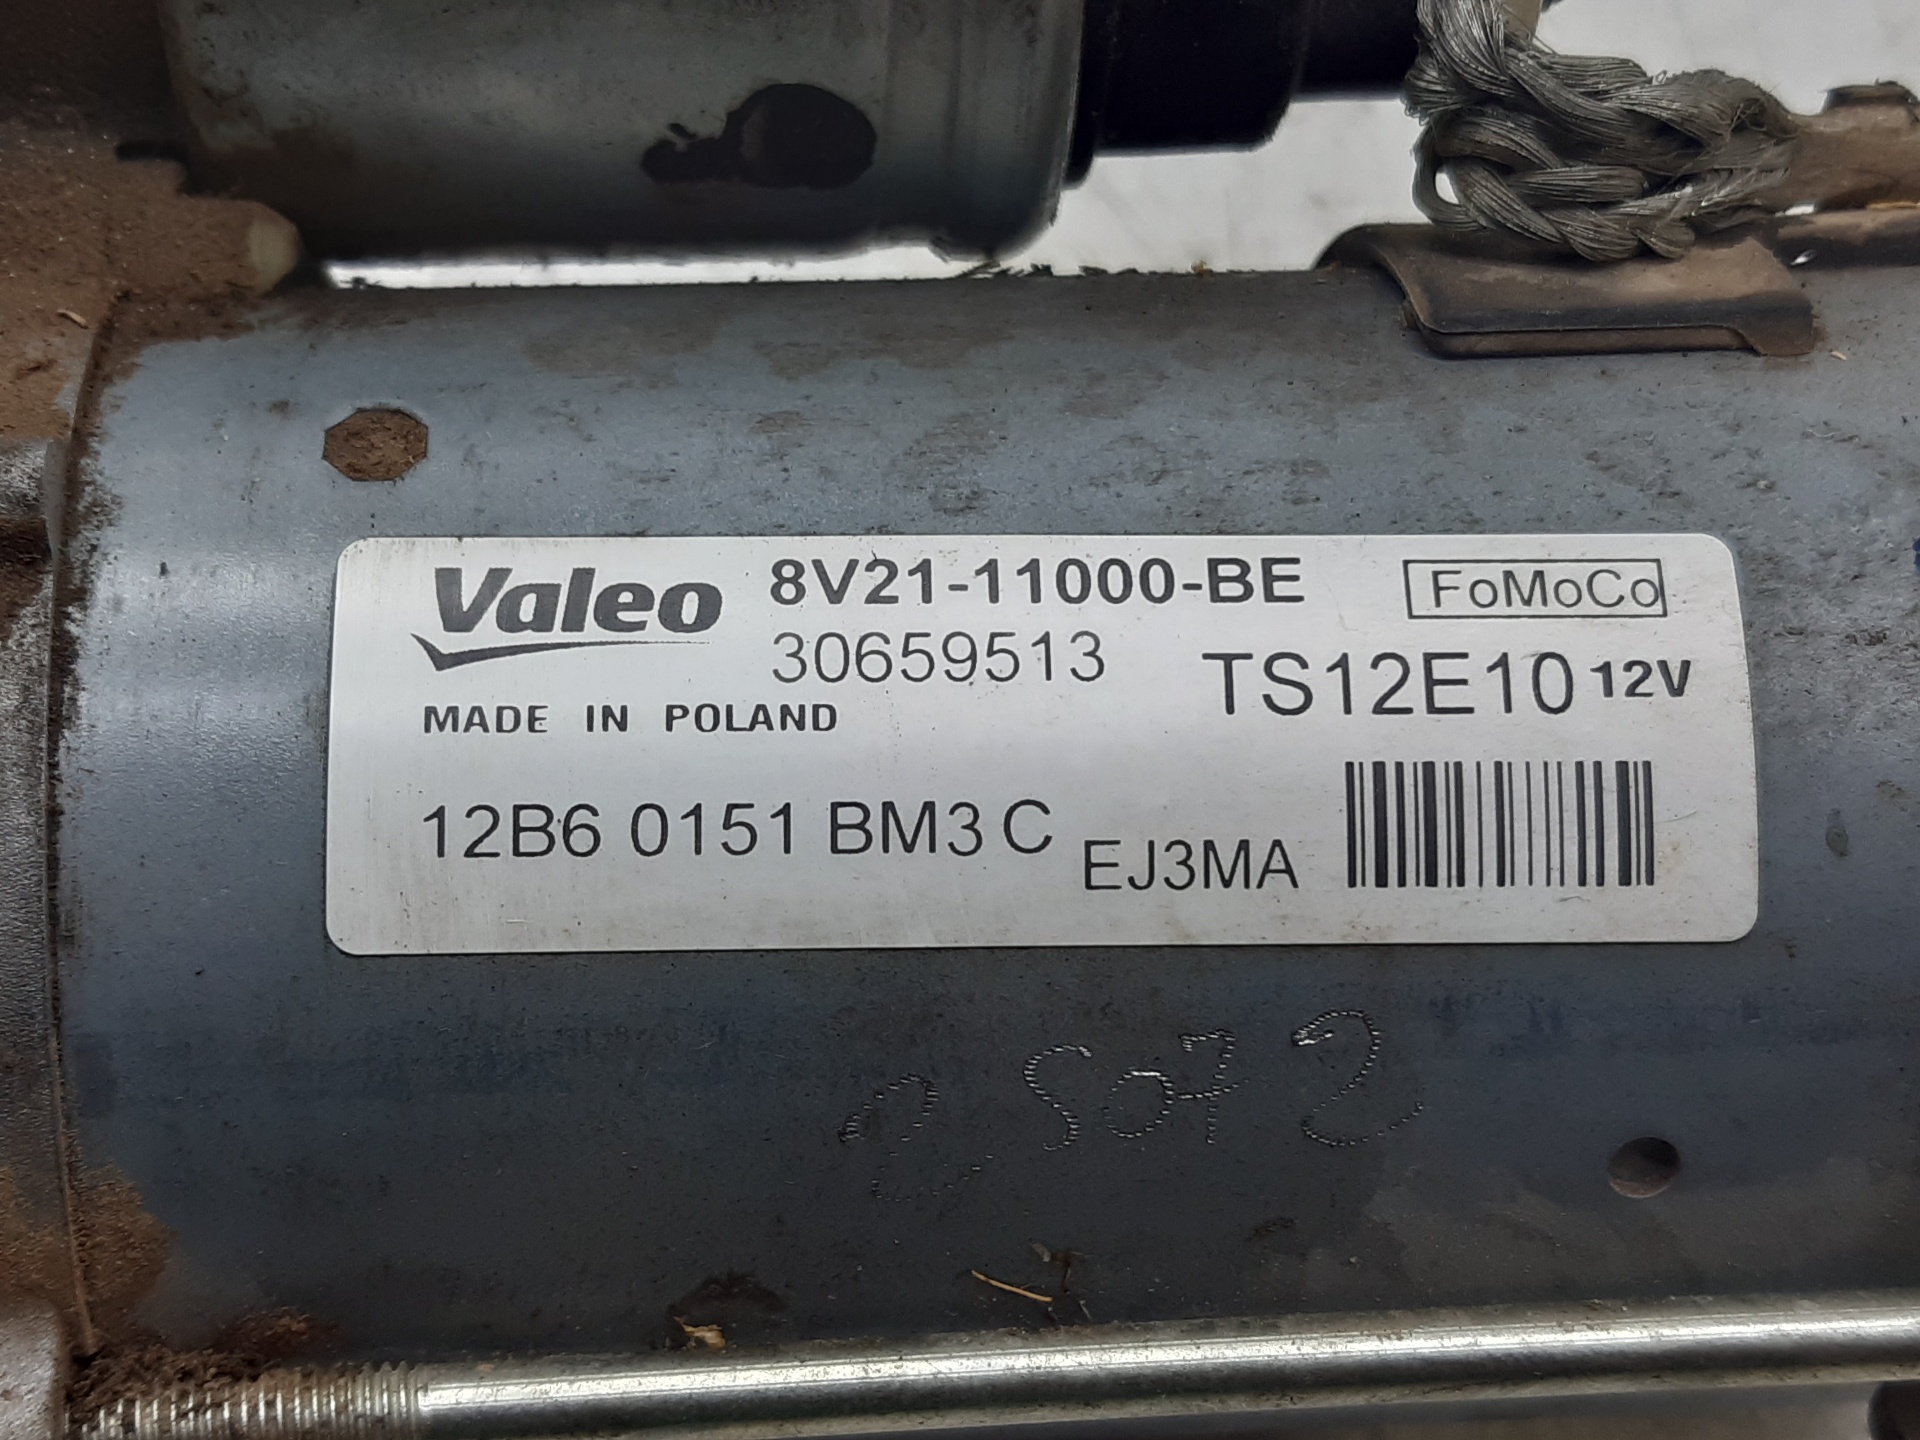 Valeo 8V21-11000-BE FoMoCo
30659513 TS12E10 12V
MADE IN POLAND
12B6 0151 BM3 C EJ3MA